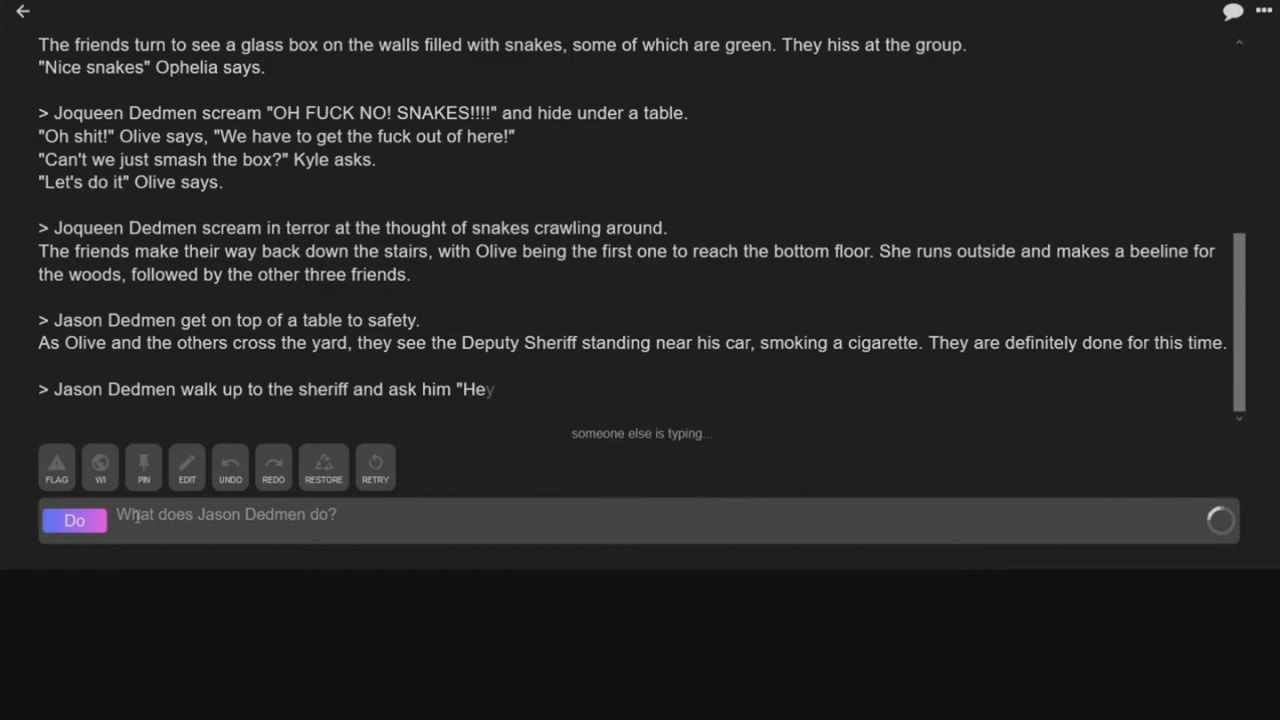 The friends turn to see a glass box on the walls filled with snakes, some of which are green. They hiss at the group.
"Nice snakes" Ophelia says.
> Joqueen Dedmen scream "OH FUCK NO! SNAKES!!!!" and hide under a table.
"Oh shit!" Olive says, "We have to get the fuck out of here!"
"Can't we just smash the box?" Kyle asks.
"Let's do it" Olive says.
> Joqueen Dedmen scream in terror at the thought of snakes crawling around.
The friends make their way back down the stairs, with Olive being the first one to reach the bottom floor. She runs outside and makes a beeline for
the woods, followed by the other three friends.
> Jason Dedmen get on top of a table to safety.
As Olive and the others cross the yard, they see the Deputy Sheriff standing near his car, smoking a cigarette. They are definitely done for this time.
> Jason Dedmen walk up to the sheriff and ask him "Hey
someone else is typing...
FLAG WI PIN EDIT UNDO REDO RESTORE RETRY
Do What does Jason Dedmen do?